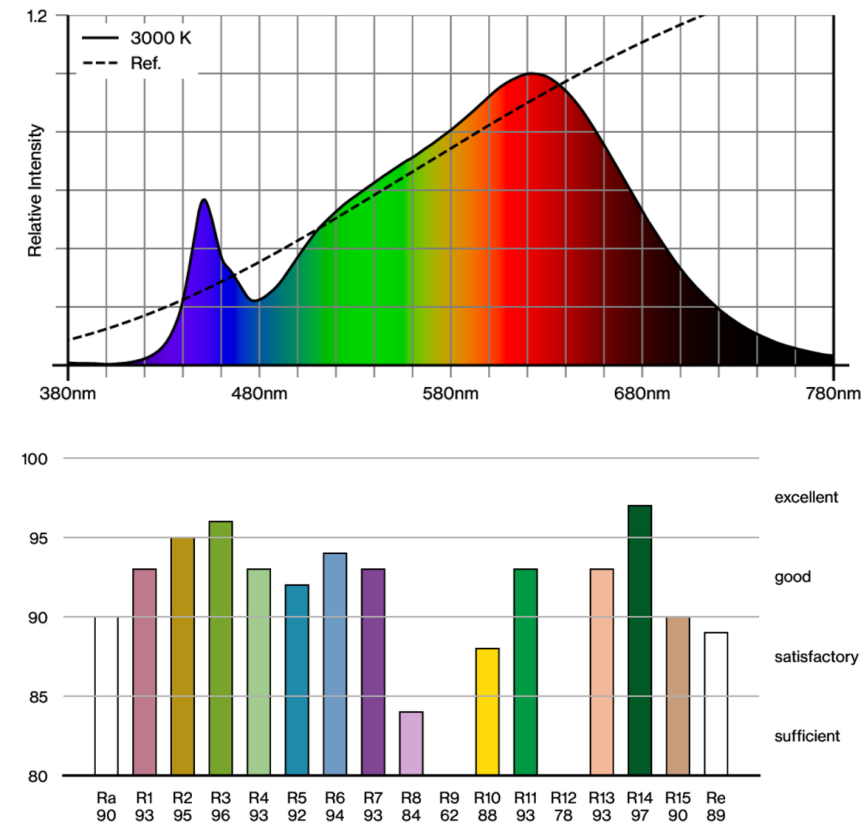 1.2
3000 K
Ref.
Relative Intensity
380nm 480nm 580nm 680nm 780nm
100
excellent
95
good
90
satisfactory
85
sufficient
80
Ra R1 R2 R3 R4 R5 R6 R7 R8 R9 R10 R11 R12 R13 R14 R15 Re
90 93 95 96 93 92 94 93 84 62 88 93 78 93 97 90 89